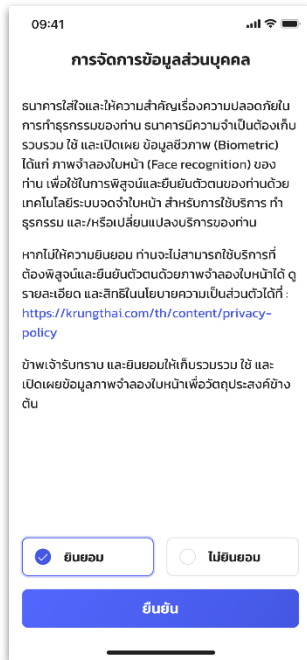 09:41
การจัดการข้อมูลส่วนบุคคล
ธนาคารใส่ใจและให้ความสำคัญเรื่องความปลอดภัยใน
การทำธุรกรรมของท่าน ธนาคารมีความจำเป็นต้องเก็บ
รวบรวม ใช้ และเปิดเผย ข้อมูลชีวภาพ (Biometric)
ได้แก่ ภาพจำลองใบหน้า (Face recognition) ของ
ท่าน เพื่อใช้ในการพิสูจน์และยืนยันตัวตนของท่านด้วย
เทคโนโลยีระบบจดจำใบหน้า สำหรับการใช้บริการ ทำ
ธุรกรรม และ/หรือเปลี่ยนแปลงบริการของท่าน
หากไม่ให้ความยินยอม ท่านจะไม่สามารถใช้บริการที่
ต้องพิสูจน์และยืนยันตัวตนด้วยภาพจำลองใบหน้าได้ ดู
รายละเอียด และสิทธิในนโยบายความเป็นส่วนตัวได้ที่ :
https://krungthai.com/th/content/privacy-
policy
ข้าพเจ้ารับทราบ และยินยอมให้เก็บรวมรวม ใช้ และ
เปิดเผยข้อมูลภาพจำลองใบหน้าเพื่อวัตถุประสงค์ข้าง
ต้น
ยินยอม
ไม่ยินยอม
ยืนยัน